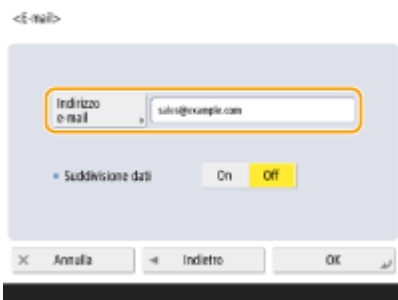 <E-mail>
Indirizzo
e-mail
sales@example.com
Suddivisione dati
On
Off
Annulla
Indietro
OK